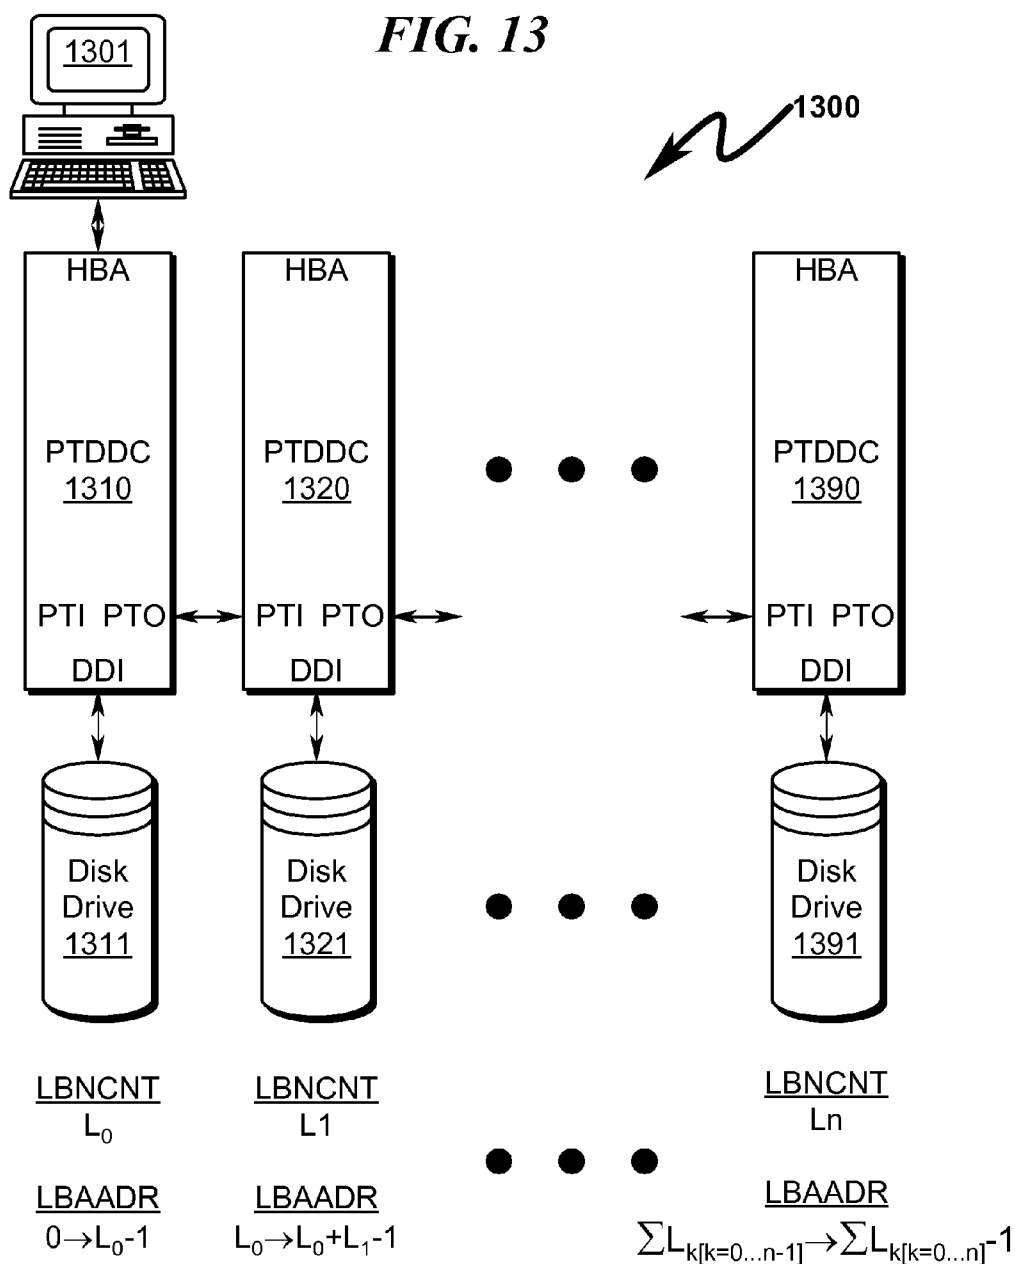 FIG. 13
1301
1300
HBA HBA HBA
PTDDC PTDDC PTDDC
1310 1320 1390
PTI PTO PTI PTO PTI PTO
DDI DDI DDI
Disk Disk Disk
Drive Drive Drive
1311 1321 1391
LBNCNT LBNCNT LBNCNT
L₀ L1 Ln
LBAADR LBAADR LBAADR
0→L₀-1 L₀→L₀+L₁-1 ∑Lk[k=0...n-1]→∑Lk[k=0...n]-1